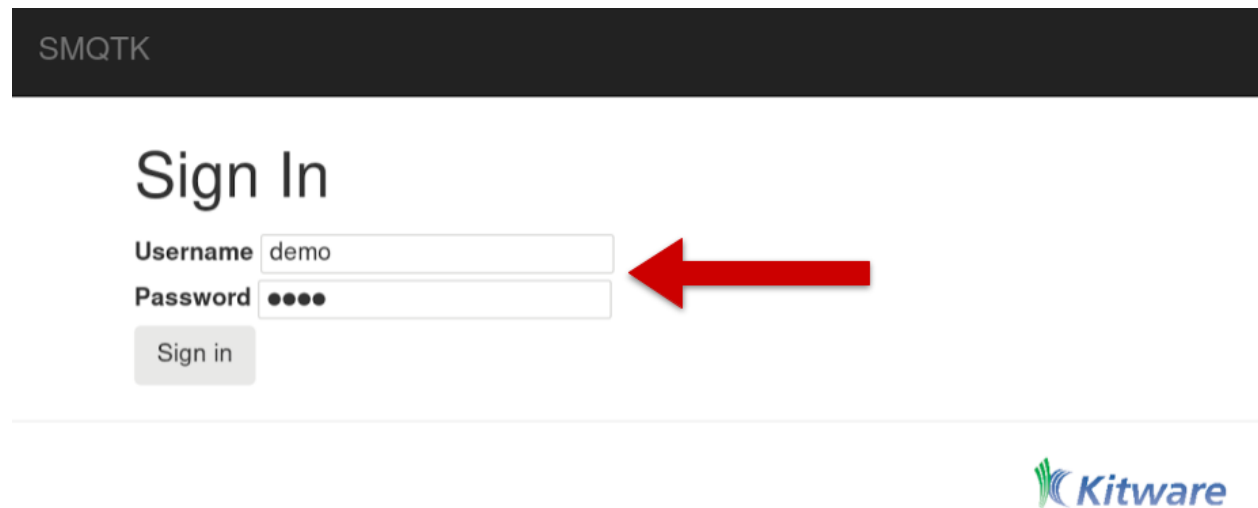 SMQTK
Sign In
Username demo
Password ●●●●
Sign in
Kitware